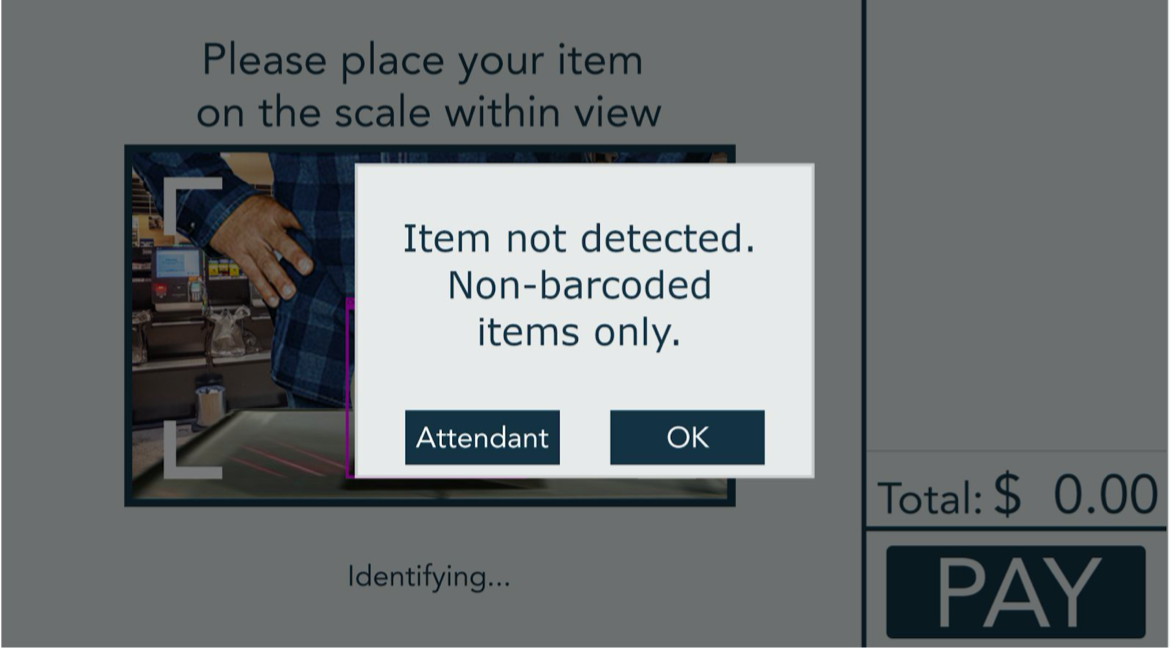 Please place your item
on the scale within view
Item not detected.
Non-barcoded
items only.
Attendant
OK
Identifying...
Total: $ 0.00
PAY